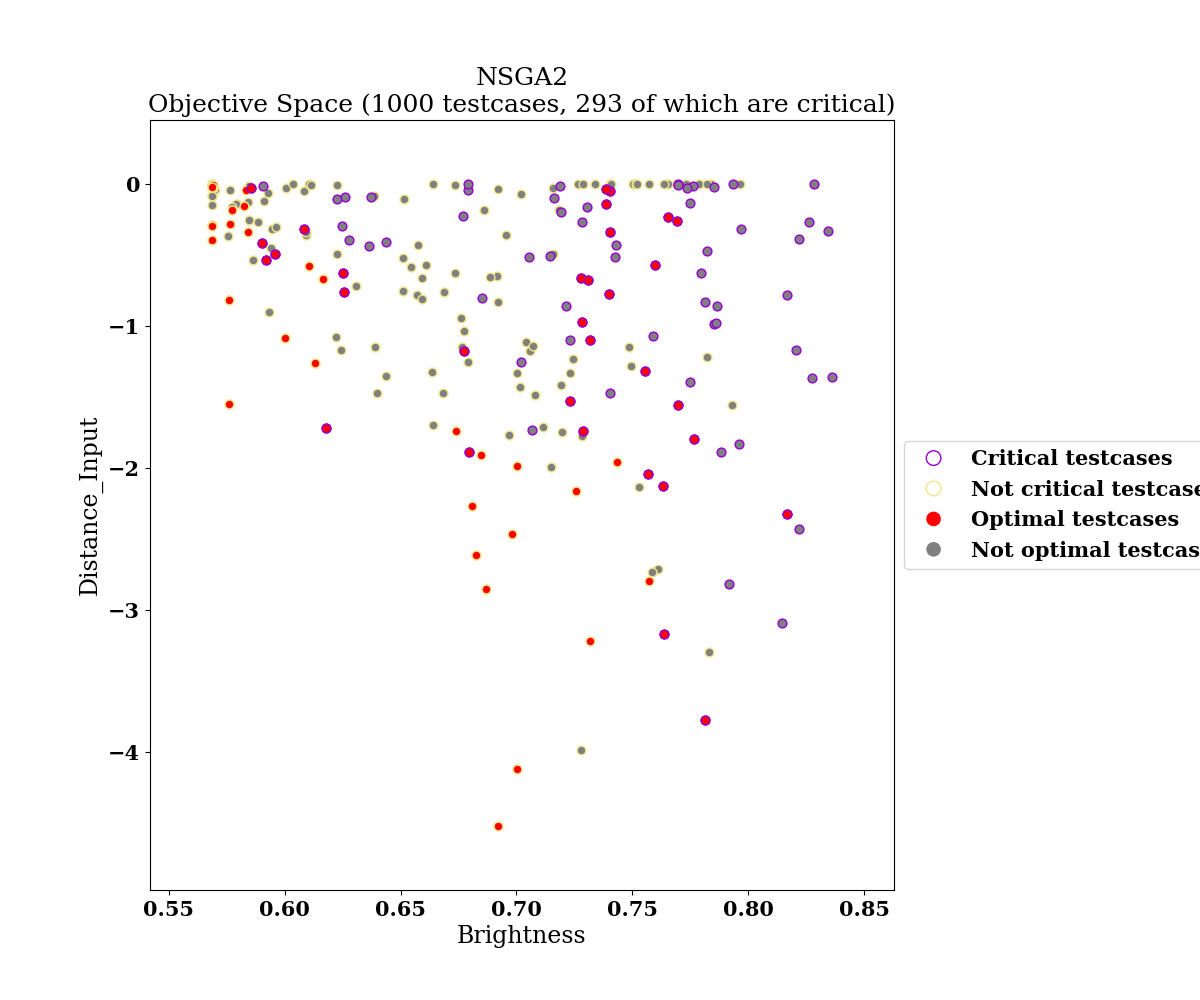 NSGA2
Objective Space (1000 testcases, 293 of which are critical)
0
−1
−2
−3
−4
Distance_Input
0.55 0.60 0.65 0.70 0.75 0.80 0.85
Brightness
Critical testcases
Not critical testcase
Optimal testcases
Not optimal testcas